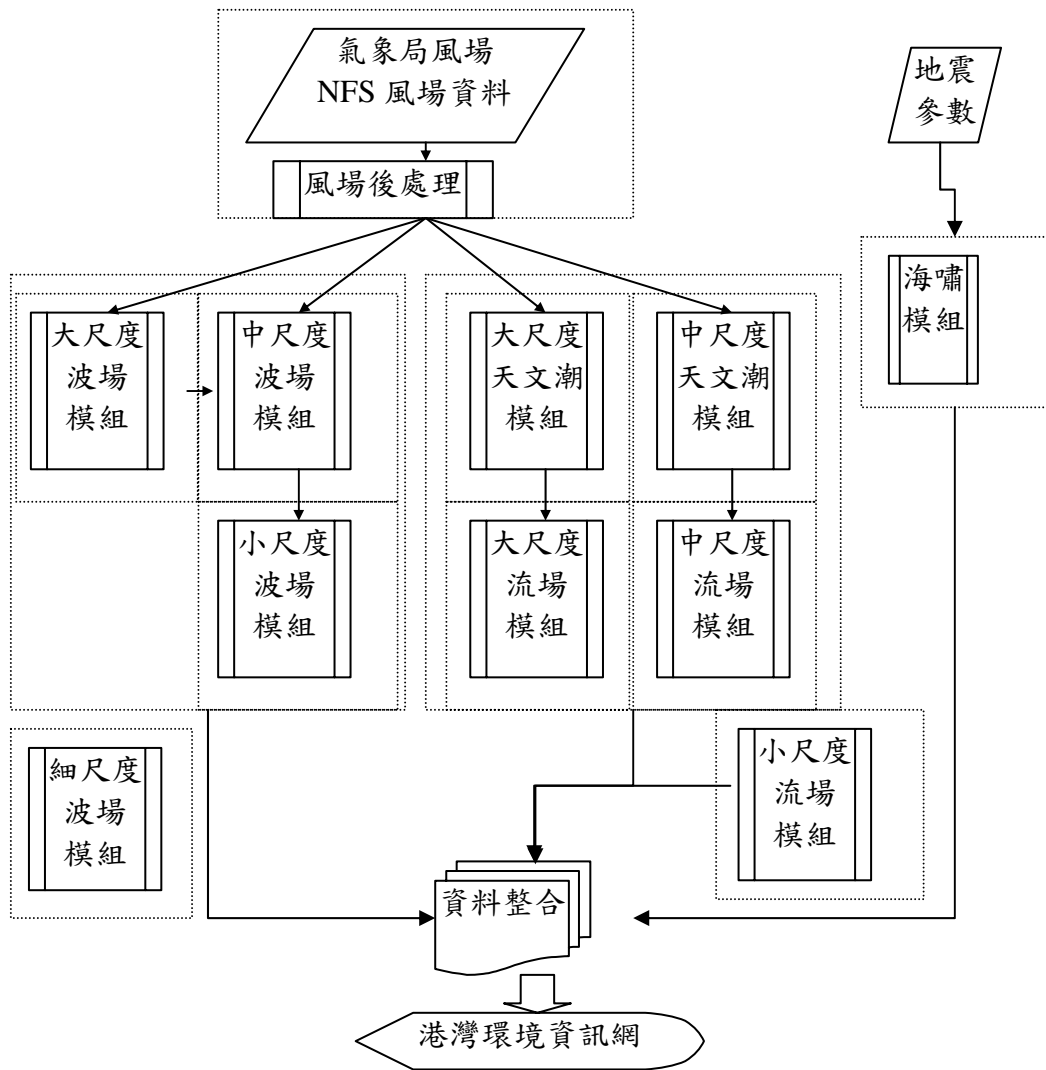 氣象局風場
NFS 風場資料
地震
參數
風場後處理
海嘯
模組
大尺度
波場
模組
中尺度
波場
模組
大尺度
天文潮
模組
中尺度
天文潮
模組
小尺度
波場
模組
大尺度
流場
模組
中尺度
流場
模組
細尺度
波場
模組
小尺度
流場
模組
資料整合
港灣環境資訊網